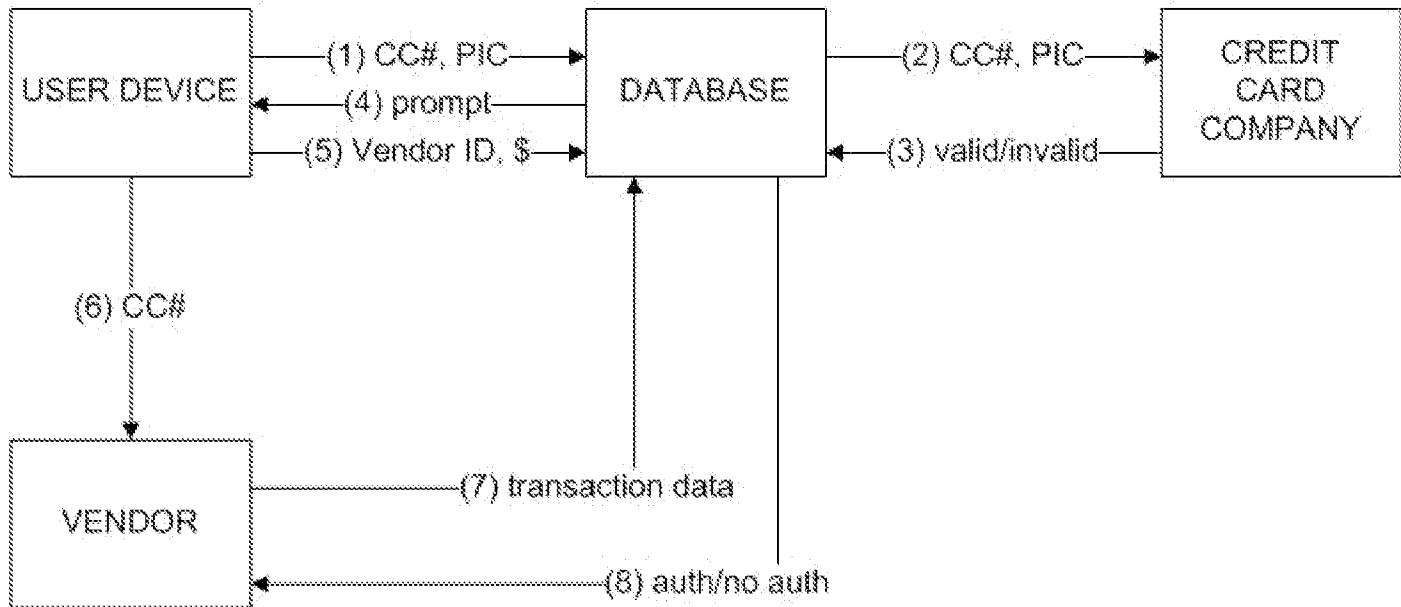 USER DEVICE
(1) CC#, PIC
(4) prompt
(5) Vendor ID, $
DATABASE
(2) CC#, PIC
(3) valid/invalid
CREDIT
CARD
COMPANY
(6) CC#
VENDOR
(7) transaction data
(8) auth/no auth